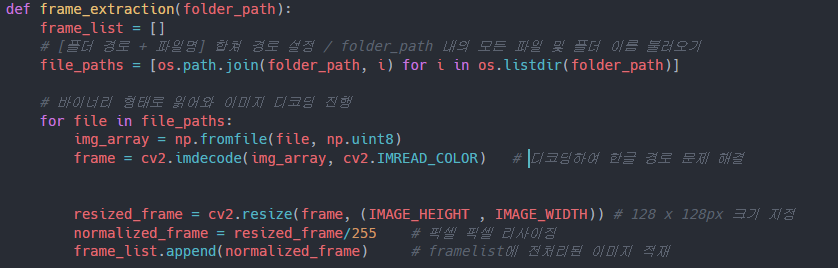 def frame_extraction(folder_path):
    frame_list = []
    # [폴더 경로 + 파일명] 합쳐 경로 설정 / folder_path 내의 모든 파일 및 폴더 이름 불러오기
    file_paths = [os.path.join(folder_path, i) for i in os.listdir(folder_path)]
    # 바이너리 형태로 읽어와 이미지 디코딩 진행
    for file in file_paths:
        img_array = np.fromfile(file, np.uint8)
        frame = cv2.imdecode(img_array, cv2.IMREAD_COLOR)   # 디코딩하여 한글 경로 문제 해결
        resized_frame = cv2.resize(frame, (IMAGE_HEIGHT , IMAGE_WIDTH)) # 128 x 128px 크기 지정
        normalized_frame = resized_frame/255    # 픽셀 픽셀 리사이징
        frame_list.append(normalized_frame)     # framelist에 전처리된 이미지 적재